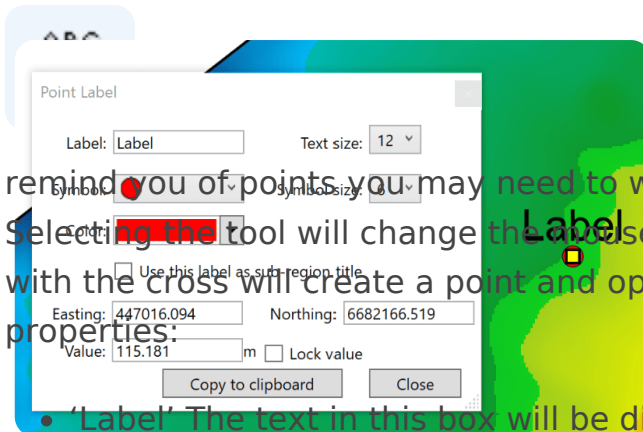 ABC
Point Label
Label: Label Text size: 12
remind you of points you may need to w
Symbol: Symbol size: 6
Selecting the tool will change the mouse
Color: Label
Use this label as sub-region title
with the cross will create a point and op
Easting: 447016.094 Northing: 6682166.519
properties:
Value: 115.181 m Lock value
Copy to clipboard Close
• 'Label' The text in this box will be di